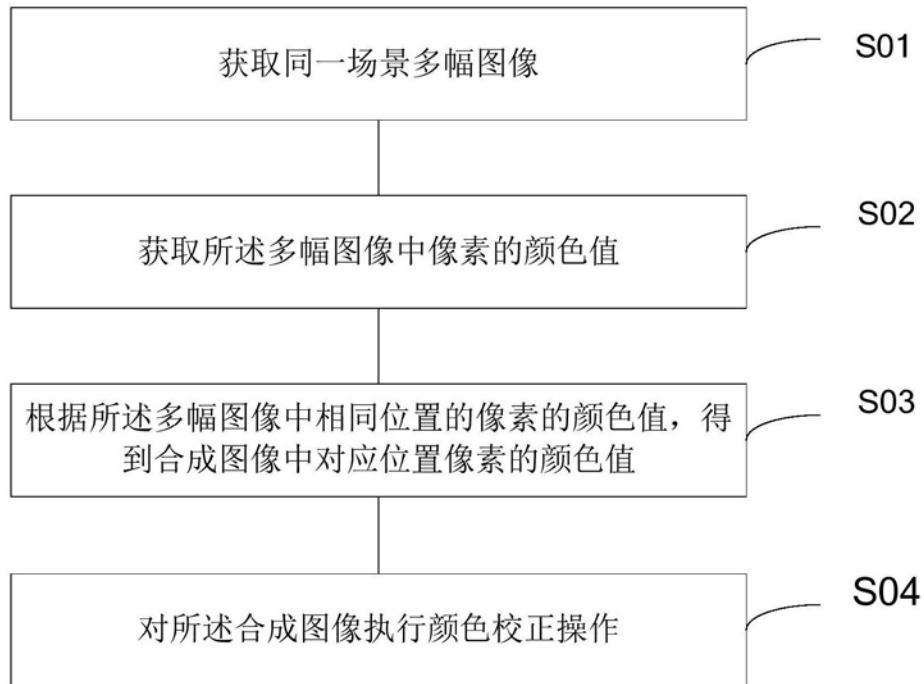 获取同一场景多幅图像
S01
获取所述多幅图像中像素的颜色值
S02
根据所述多幅图像中相同位置的像素的颜色值，得
到合成图像中对应位置像素的颜色值
S03
对所述合成图像执行颜色校正操作
S04